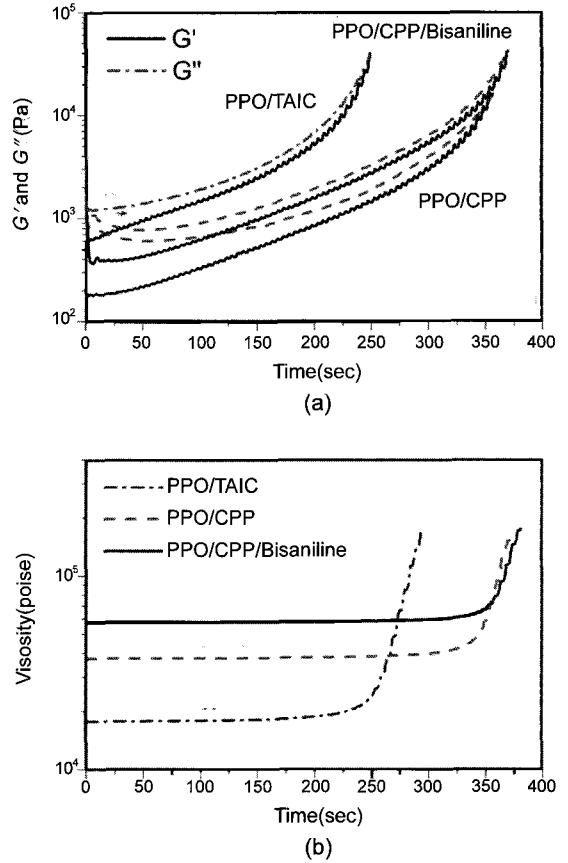 10⁵
10⁴
10³
10²
G' and G″(Pa)
G'
G''
PPO/CPP/Bisaniline
PPO/TAIC
PPO/CPP
0 50 100 150 200 250 300 350 400
Time(sec)
(a)
PPO/TAIC
PPO/CPP
PPO/CPP/Bisaniline
10⁵
10⁴
Visosity(poise)
0 50 100 150 200 250 300 350 400
Time(sec)
(b)